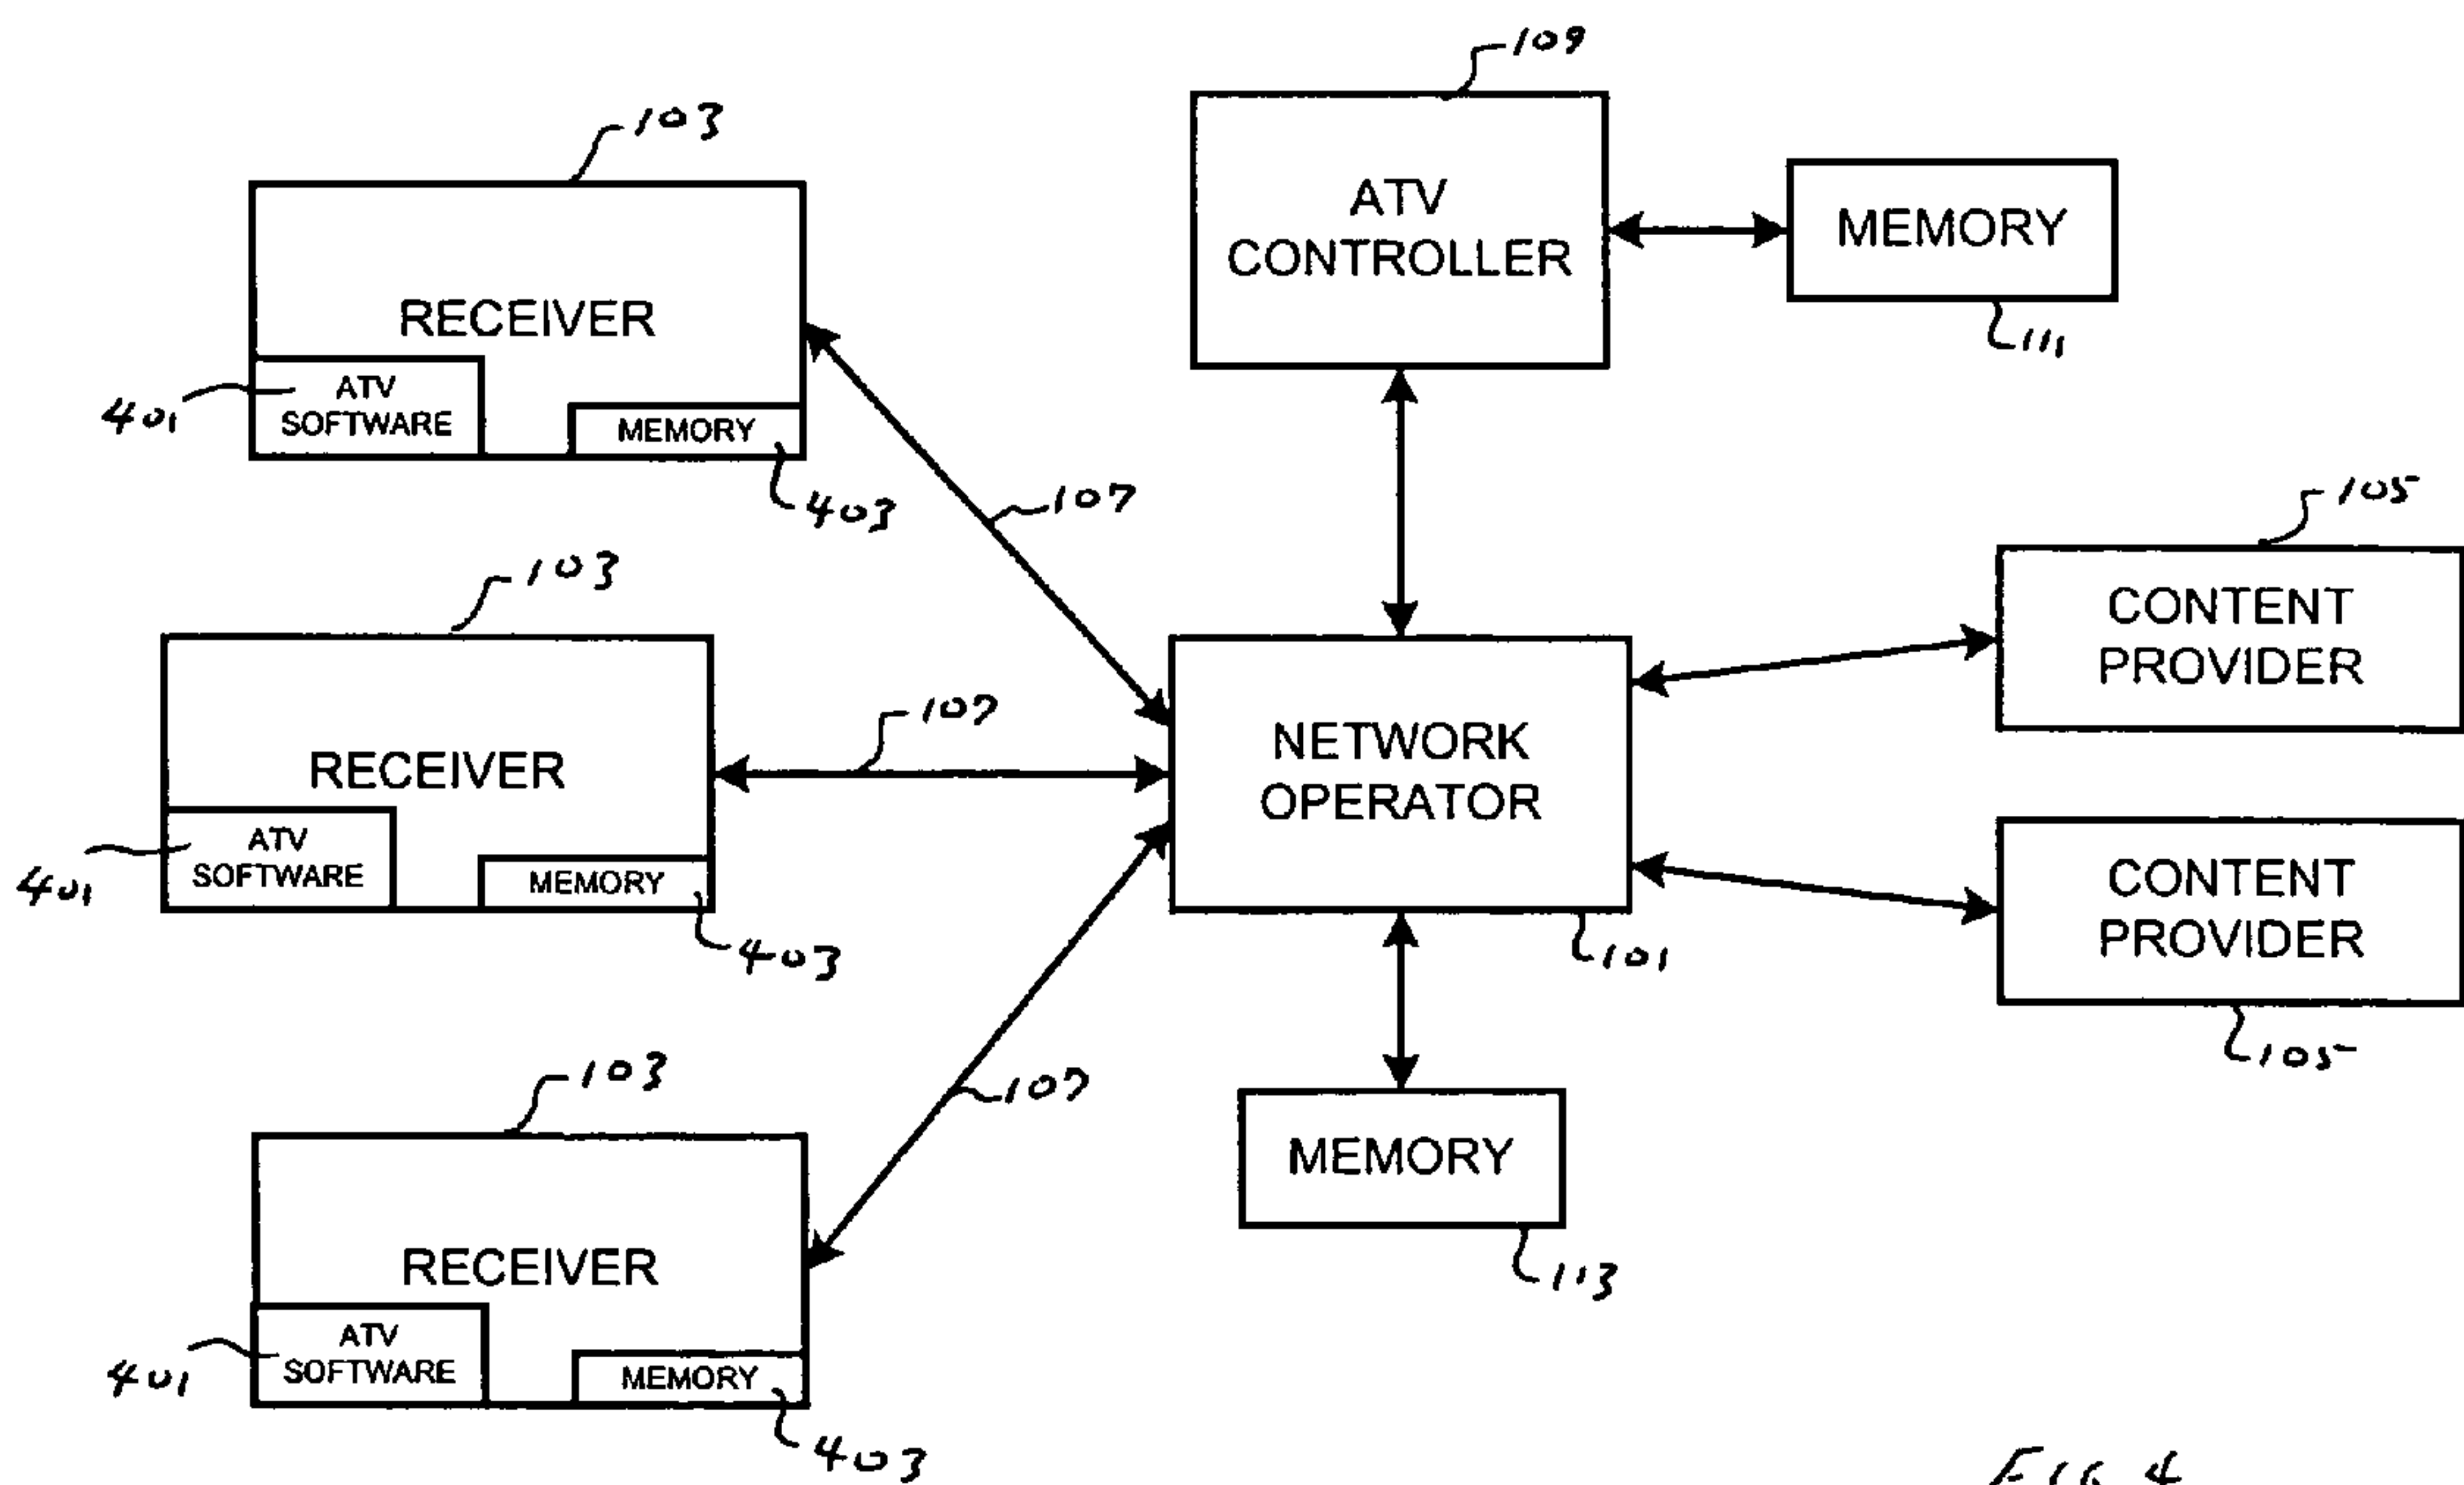 109
103
ATV
CONTROLLER
MEMORY
111
RECEIVER
ATV
SOFTWARE
401
MEMORY
403
107
105
CONTENT
PROVIDER
103
RECEIVER
ATV
SOFTWARE
401
MEMORY
403
107
NETWORK
OPERATOR
101
CONTENT
PROVIDER
105
103
RECEIVER
ATV
SOFTWARE
401
MEMORY
403
107
MEMORY
113
FIG 4